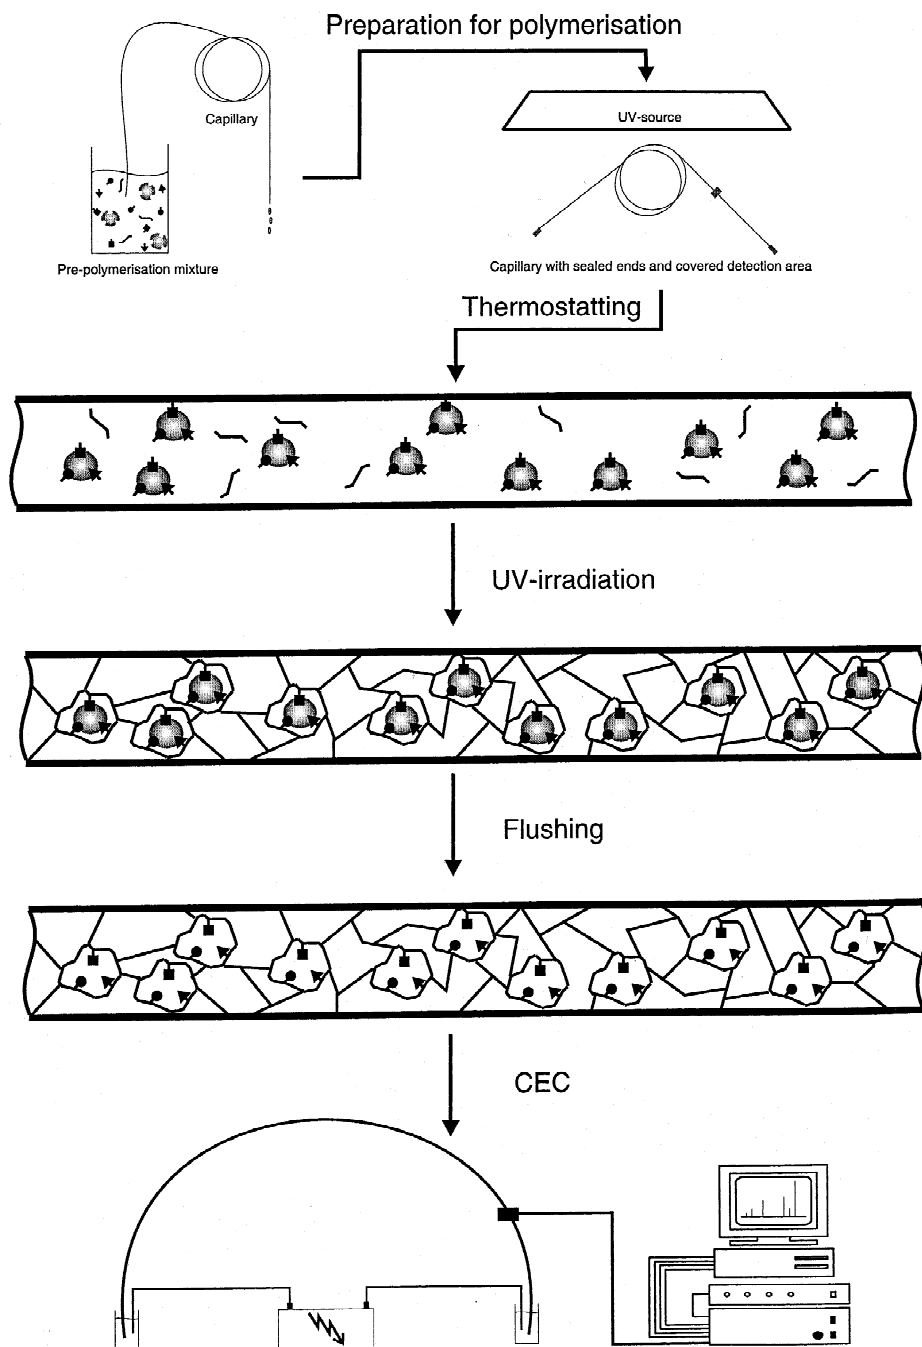 Preparation for polymerisation
Capillary
UV-source
Pre-polymerisation mixture
Capillary with sealed ends and covered detection area
Thermostatting
UV-irradiation
Flushing
CEC